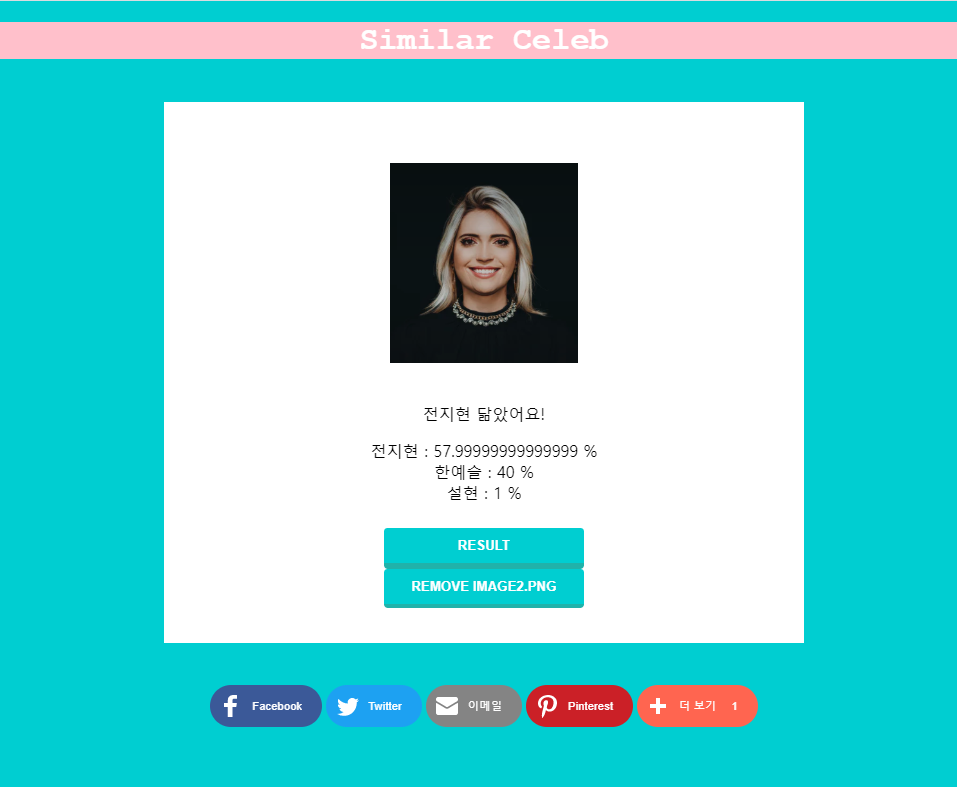 Similar Celeb
전지현 닮았어요!
전지현 : 57.99999999999999 %
한예슬 : 40 %
설현 : 1 %
RESULT
REMOVE IMAGE2.PNG
Facebook Twitter 이메일 Pinterest 더 보기 1